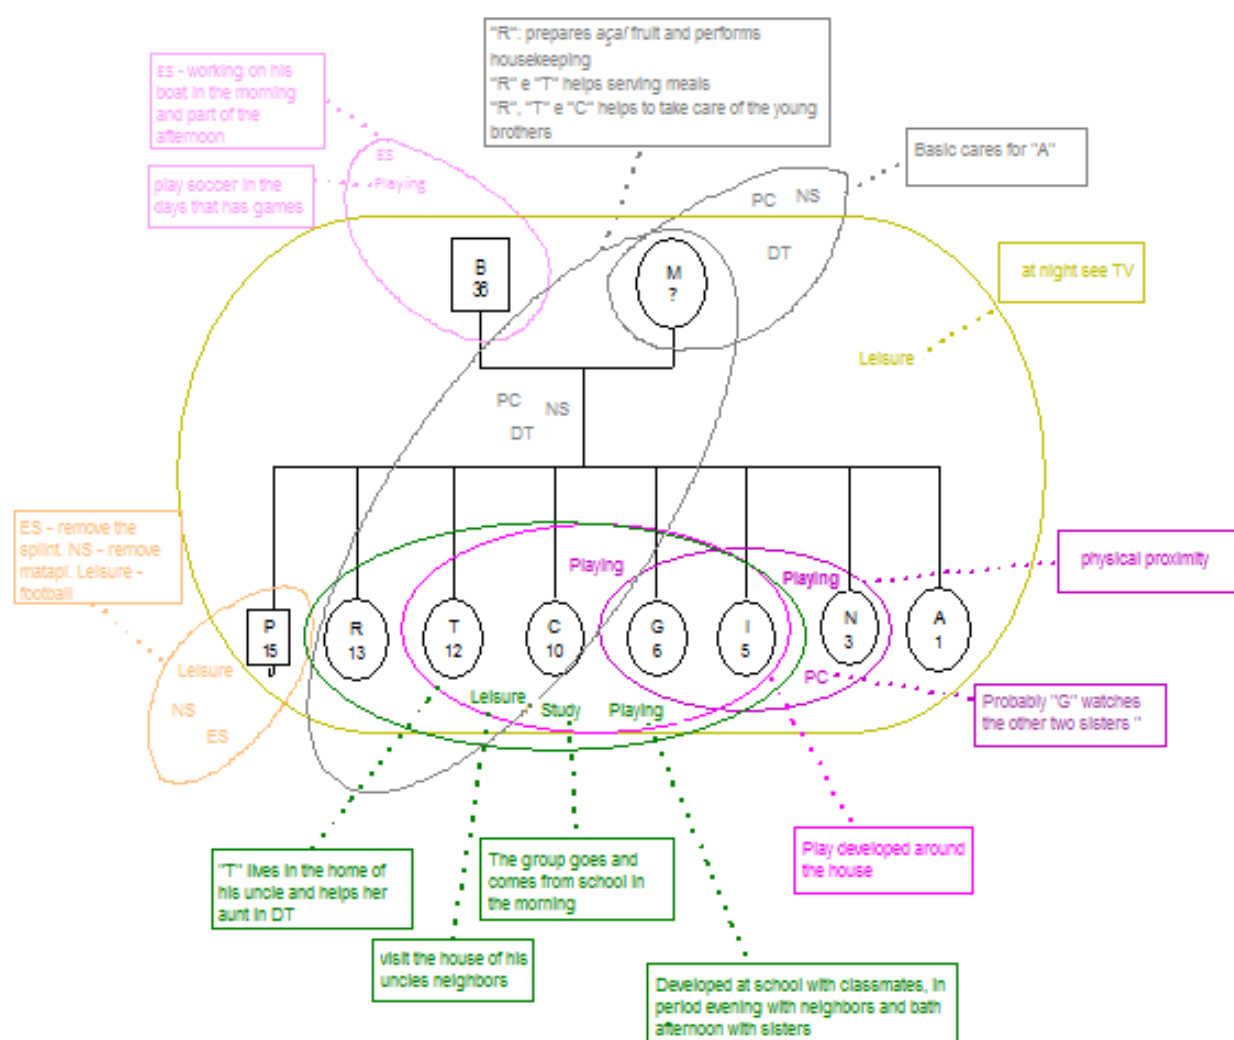 "R": prepares açaí fruit and performs
housekeeping
"R" e "T" helps serving meals
"R", "T" e "C" helps to take care of the young
brothers
ES - working on his
boat in the morning
and part of the
afternoon
Basic cares for "A"
ES
Playing
play soccer in the
days that has games
PC
NS
DT
at night see TV
B
36
M
?
Leisure
PC
NS
DT
ES - remove the
splint. NS - remove
matapi. Leisure -
football
Playing
Playing
physical proximity
P
15
R
13
T
12
C
10
G
6
I
5
N
3
A
1
Leisure
NS
ES
Leisure
Study
Playing
PC
Probably "G" watches
the other two sisters "
"T" lives in the home of
his uncle and helps her
aunt in DT
The group goes and
comes from school in
the morning
Play developed around
the house
visit the house of his
uncles neighbors
Developed at school with classmates, in
period evening with neighbors and bath
afternoon with sisters